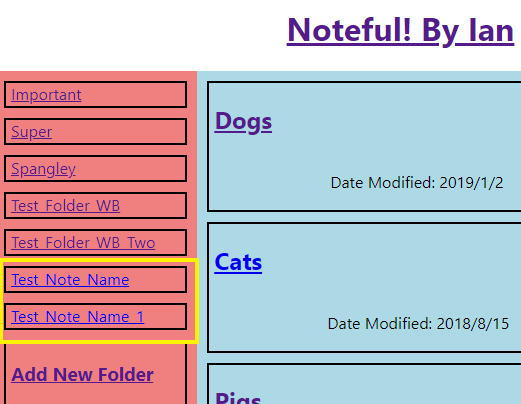 Noteful! By Ian
Important
Super
Spangley
Test_Folder_WB
Test_Folder_WB_Two
Test_Note_Name
Test_Note_Name_1
Add New Folder
Dogs
Date Modified: 2019/1/2
Cats
Date Modified: 2018/8/15
Pigs